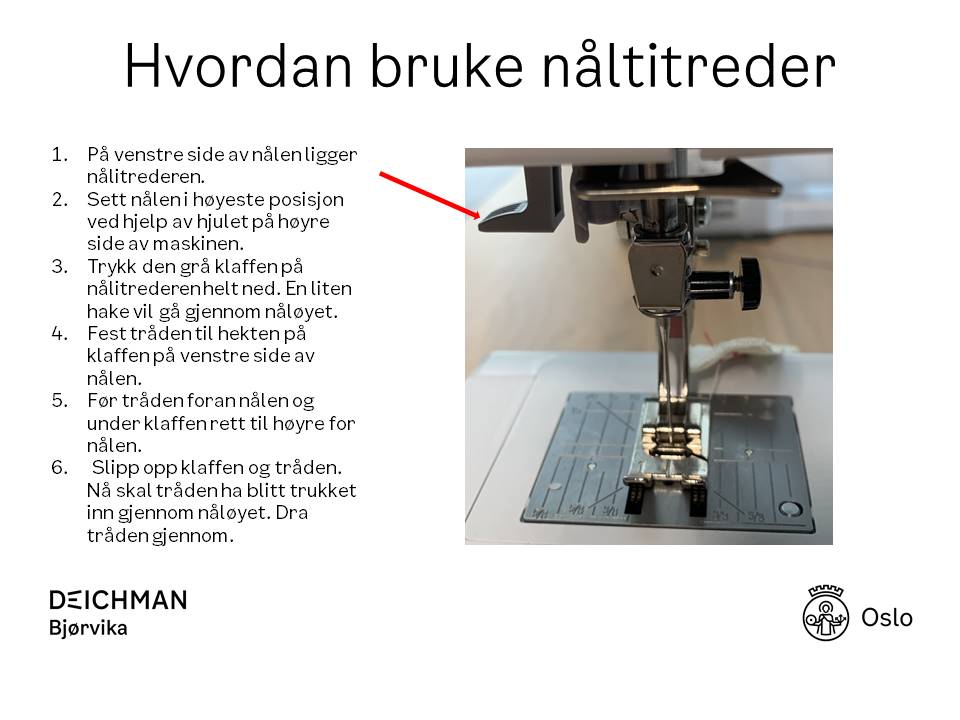 Hvordan bruke nåltitreder
1. På venstre side av nålen ligger
nålitrederen.
2. Sett nålen i høyeste posisjon
ved hjelp av hjulet på høyre
side av maskinen.
3. Trykk den grå klaffen på
nålitrederen helt ned. En liten
hake vil gå gjennom nåløyet.
4. Fest tråden til hekten på
klaffen på venstre side av
nålen.
5. Før tråden foran nålen og
under klaffen rett til høyre for
nålen.
6. Slipp opp klaffen og tråden.
Nå skal tråden ha blitt trukket
inn gjennom nåløyet. Dra
tråden gjennom.
DEICHMAN
Bjørvika
Oslo